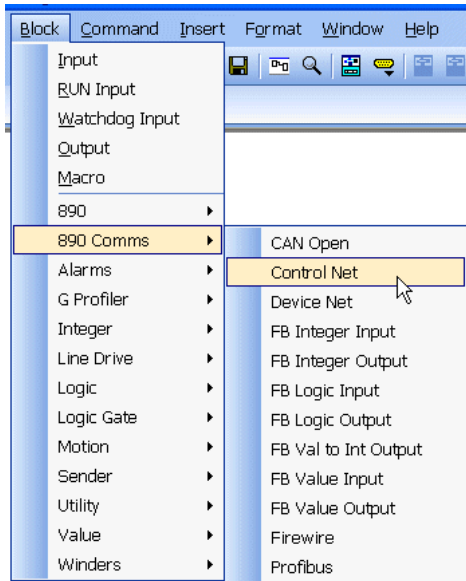 Block Command Insert Format Window Help
Input
RUN Input
Watchdog Input
Output
Macro
890
890 Comms
Alarms
G Profiler
Integer
Line Drive
Logic
Logic Gate
Motion
Sender
Utility
Value
Winders
CAN Open
Control Net
Device Net
FB Integer Input
FB Integer Output
FB Logic Input
FB Logic Output
FB Val to Int Output
FB Value Input
FB Value Output
Firewire
Profibus